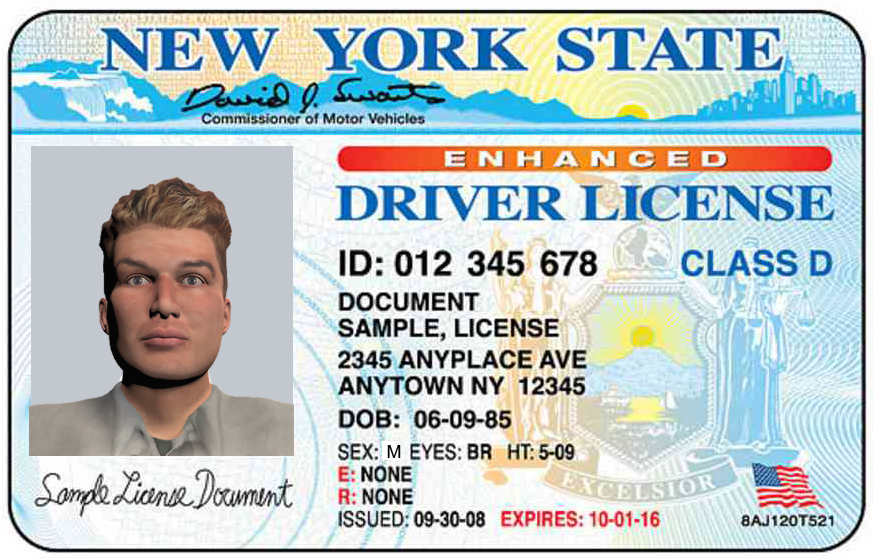 NEW YORK STATE
David J. Swarts
Commissioner of Motor Vehicles
ENHANCED
DRIVER LICENSE
ID: 012 345 678 CLASS D
DOCUMENT
SAMPLE, LICENSE
2345 ANYPLACE AVE
ANYTOWN NY 12345
DOB: 06-09-85
SEX: M EYES: BR HT: 5-09
E: NONE
R: NONE
ISSUED: 09-30-08 EXPIRES: 10-01-16
EXCELSIOR
8AJ120T521
Sample License Document